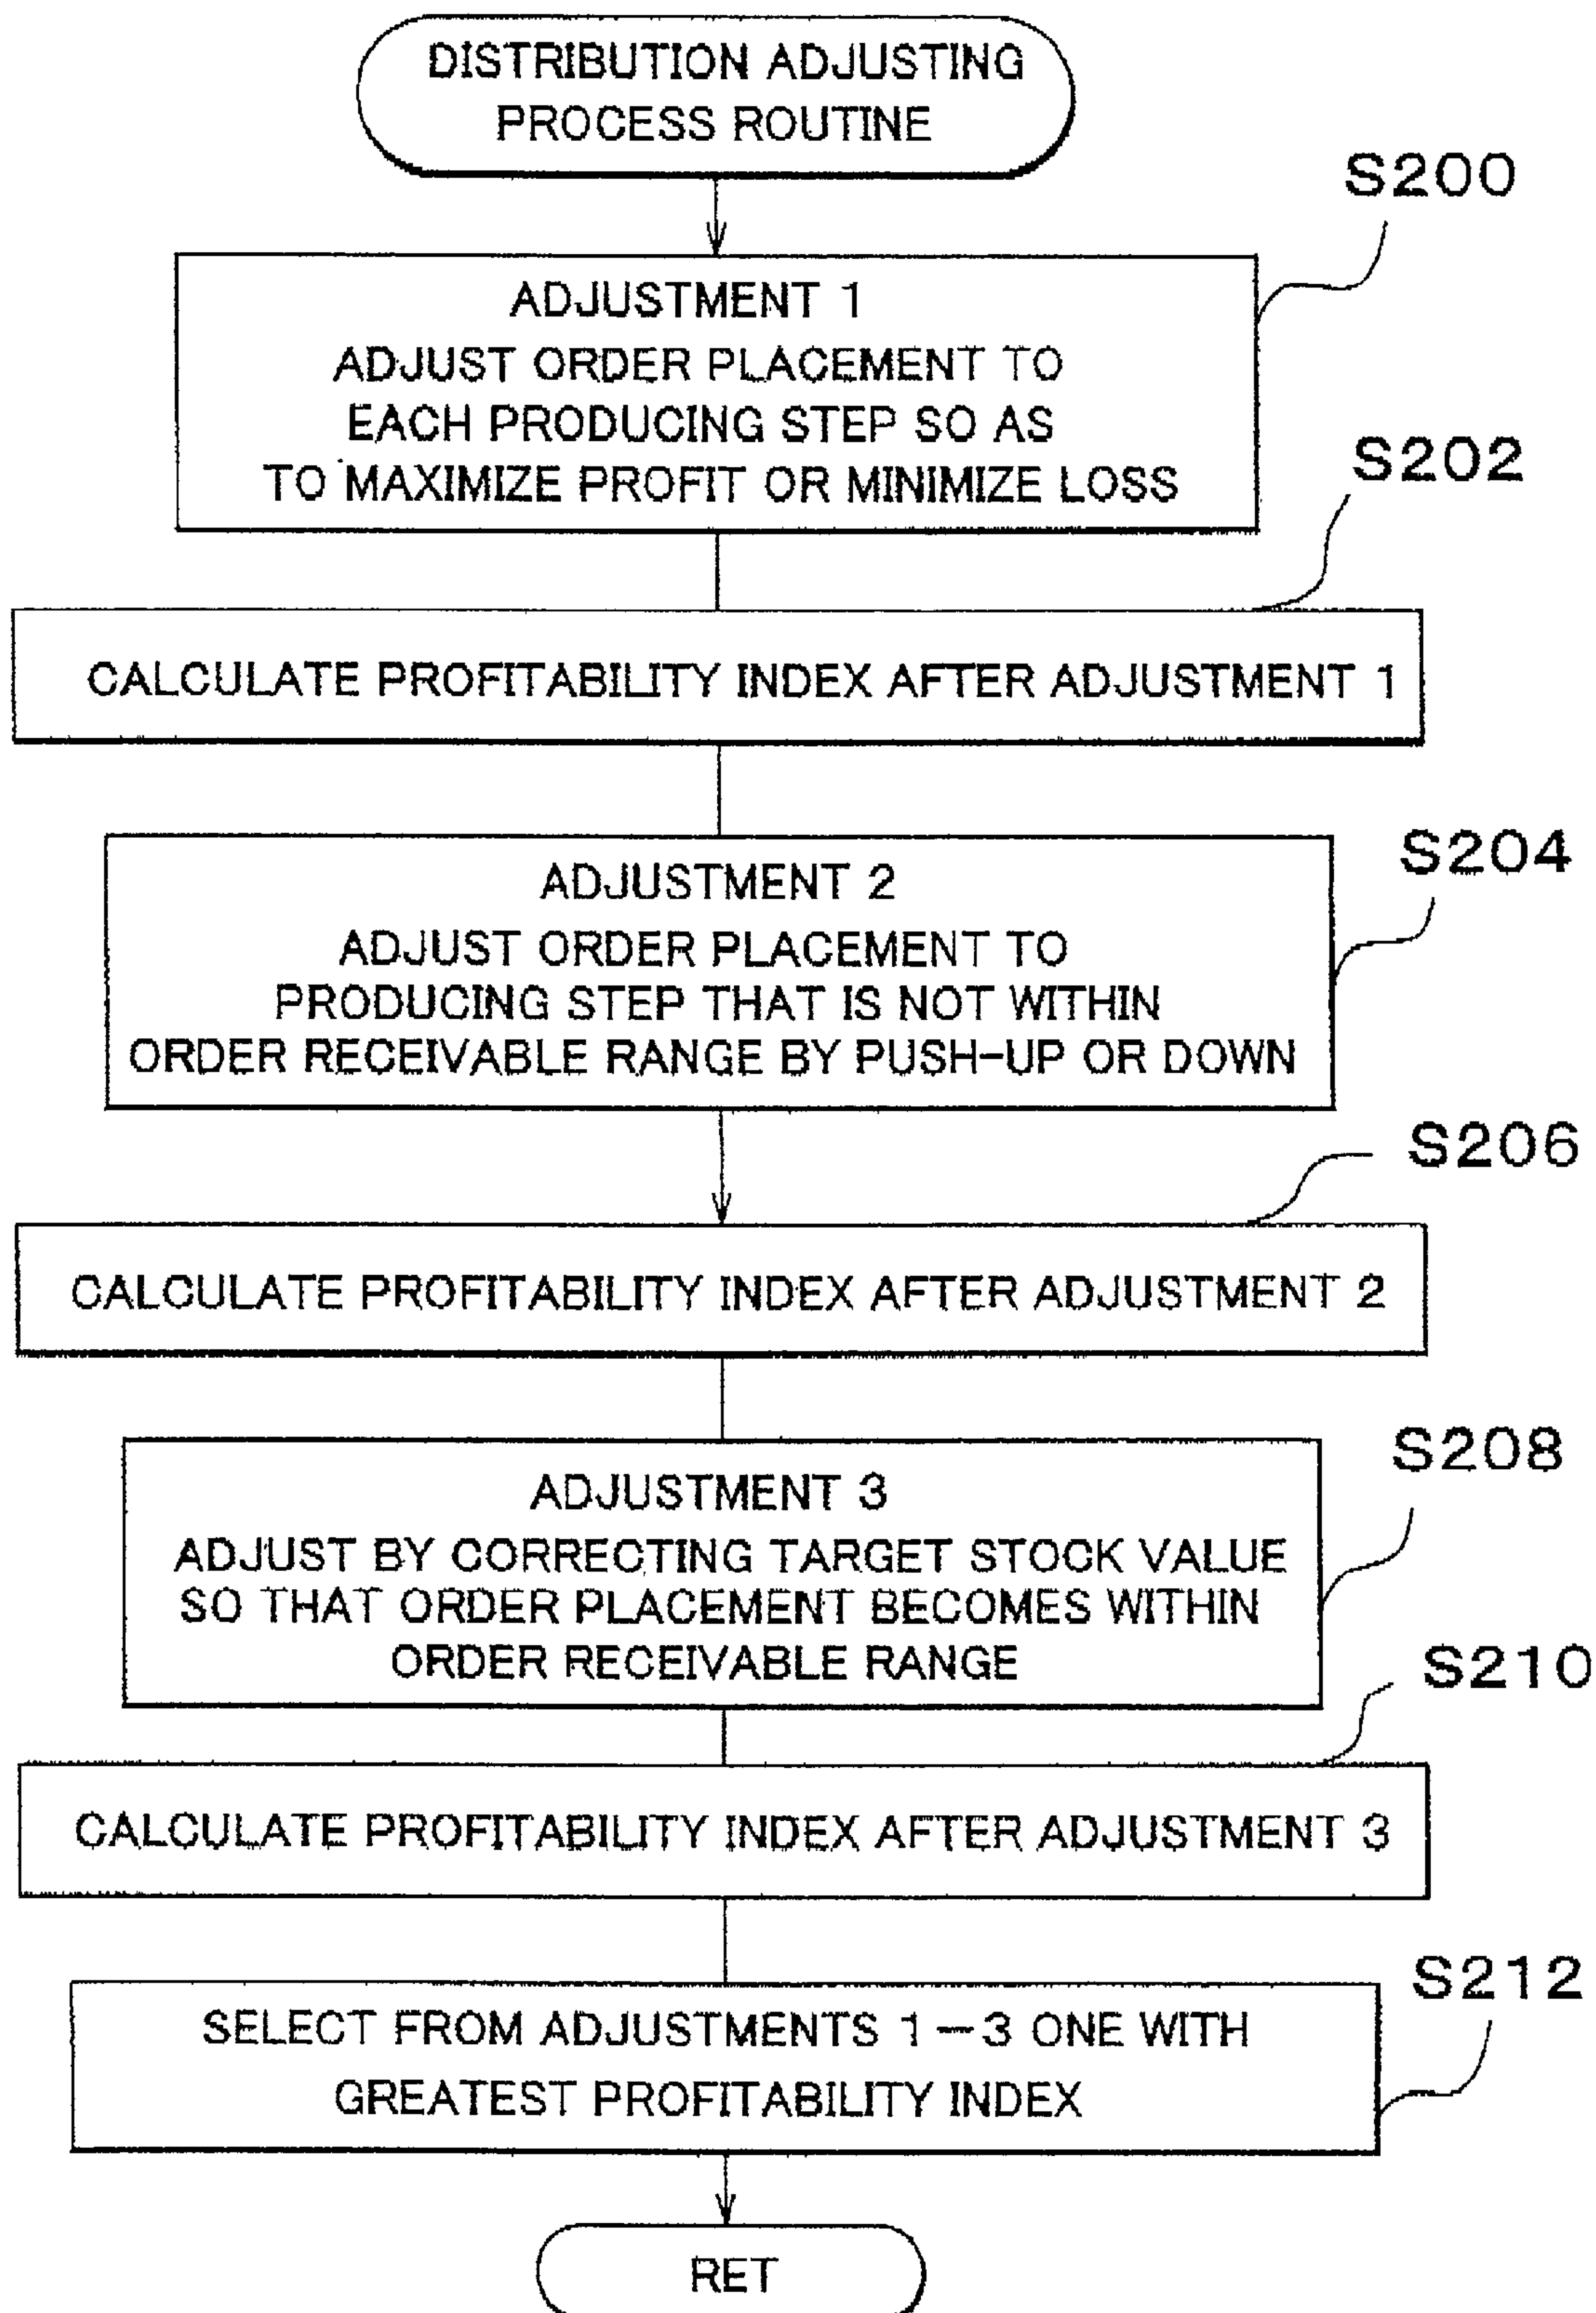 DISTRIBUTION ADJUSTING
PROCESS ROUTINE
S200
ADJUSTMENT 1
ADJUST ORDER PLACEMENT TO
EACH PRODUCING STEP SO AS
TO MAXIMIZE PROFIT OR MINIMIZE LOSS
S202
CALCULATE PROFITABILITY INDEX AFTER ADJUSTMENT 1
S204
ADJUSTMENT 2
ADJUST ORDER PLACEMENT TO
PRODUCING STEP THAT IS NOT WITHIN
ORDER RECEIVABLE RANGE BY PUSH-UP OR DOWN
S206
CALCULATE PROFITABILITY INDEX AFTER ADJUSTMENT 2
S208
ADJUSTMENT 3
ADJUST BY CORRECTING TARGET STOCK VALUE
SO THAT ORDER PLACEMENT BECOMES WITHIN
ORDER RECEIVABLE RANGE
S210
CALCULATE PROFITABILITY INDEX AFTER ADJUSTMENT 3
S212
SELECT FROM ADJUSTMENTS 1-3 ONE WITH
GREATEST PROFITABILITY INDEX
RET